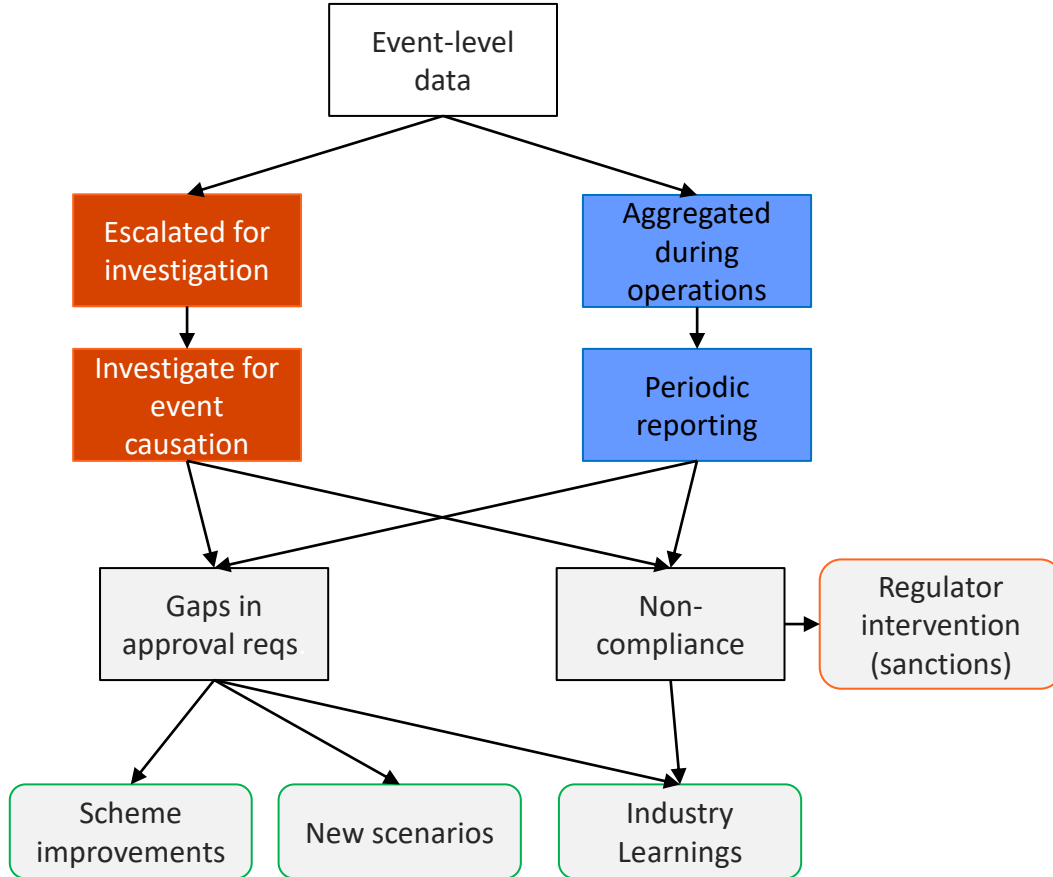 Event-level
data
Escalated for
investigation
Aggregated
during
operations
Investigate for
event
causation
Periodic
reporting
Gaps in
approval reqs.
Non-
compliance
Regulator
intervention
(sanctions)
Scheme
improvements
New scenarios
Industry
Learnings